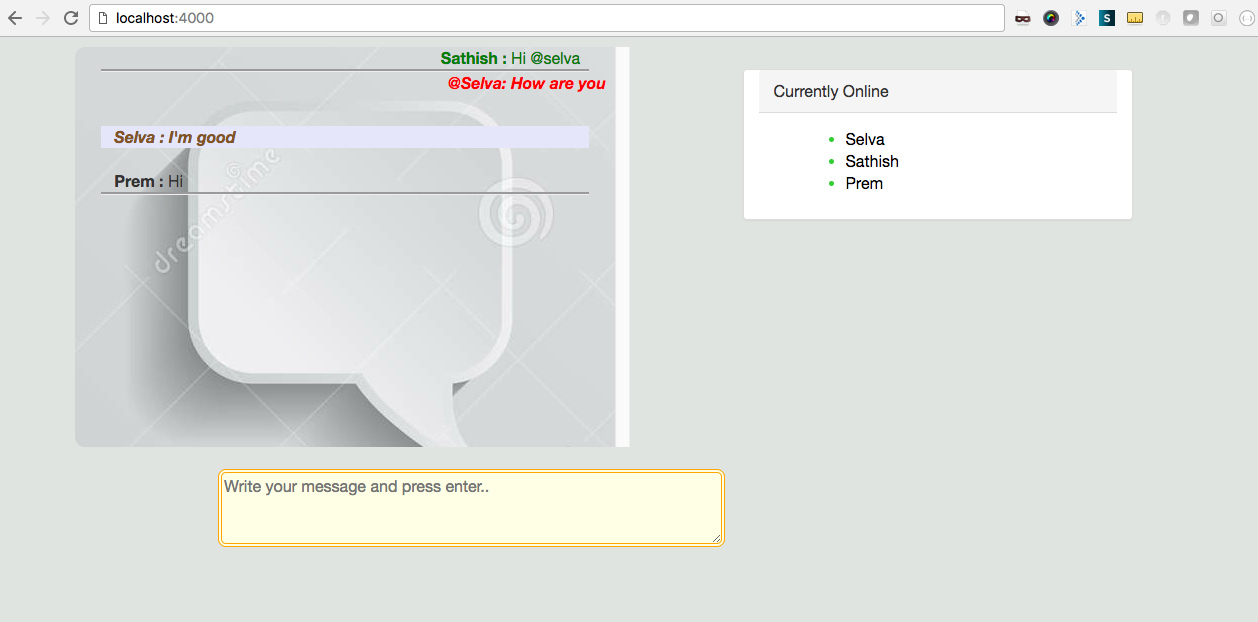 localhost:4000
S
Sathish : Hi @selva
@Selva: How are you
Selva : I'm good
Prem : Hi
dreamstime
Currently Online
Selva
Sathish
Prem
Write your message and press enter..